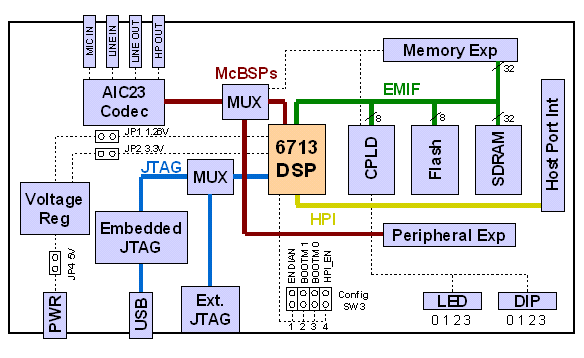 MIC IN
LINE IN
LINE OUT
HP OUT
AIC23
Codec
McBSPs
MUX
Memory Exp
32
EMIF
8
8
32
JP1 1.26V
JP2 3.3V
6713
DSP
CPLD
Flash
SDRAM
Host Port Int
JTAG
MUX
HPI
Voltage
Reg
Embedded
JTAG
Peripheral Exp
JP4 5V
ENDIAN
BOOTM 1
BOOTM 0
HPI_EN
Config
SW3
1 2 3 4
PWR
USB
Ext.
JTAG
LED
DIP
0 1 2 3
0 1 2 3